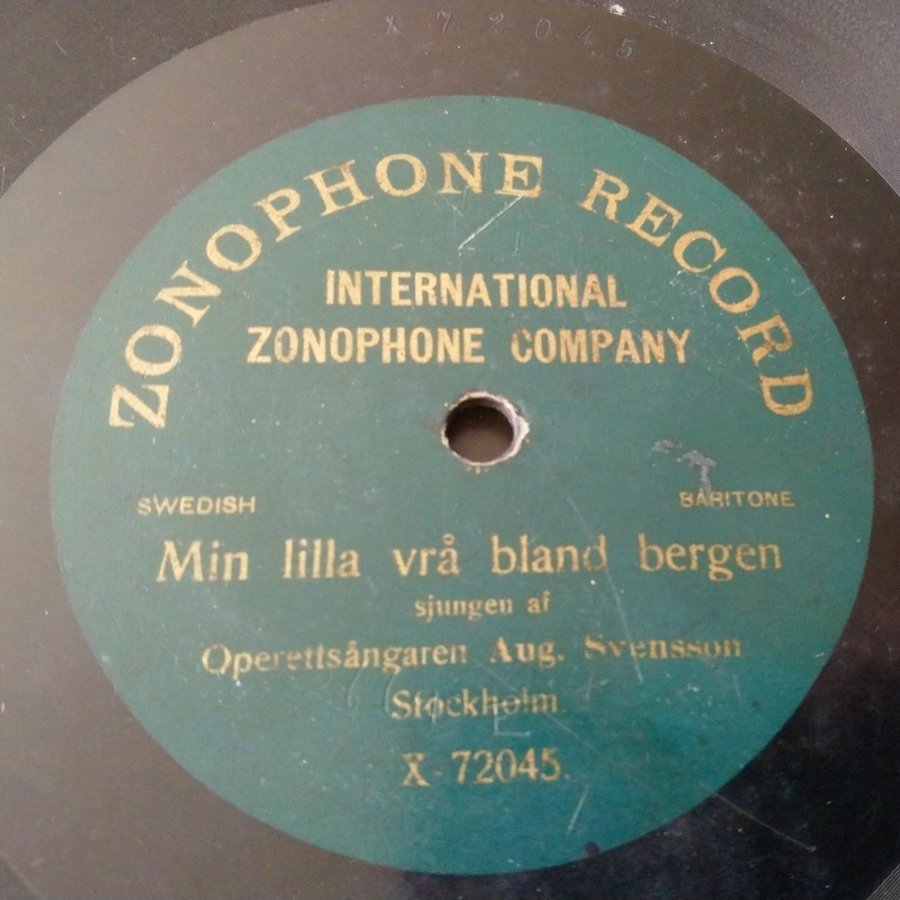 X 72045
ZONOPHONE RECORD
INTERNATIONAL
ZONOPHONE COMPANY
SWEDISH BARITONE
Min lilla vrå bland bergen
sjungen af
Operettsångaren Aug. Svensson
Stockholm.
X-72045.